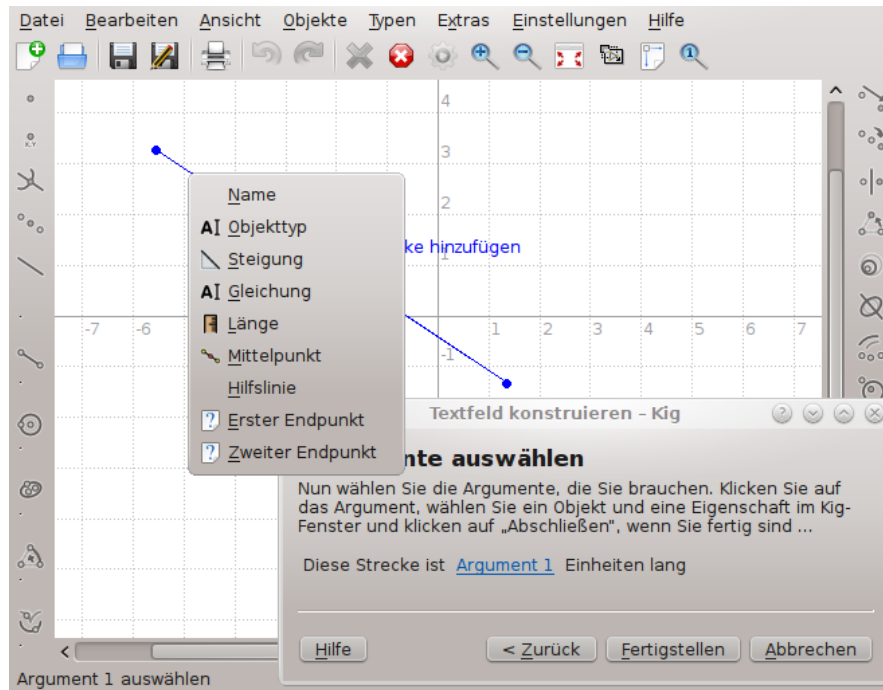 Datei Bearbeiten Ansicht Objekte Typen Extras Einstellungen Hilfe
4
3
2
1
-7 -6 1 2 3 4 5 6 7
-1
ke hinzufügen
Name
Objekttyp
Steigung
Gleichung
Länge
Mittelpunkt
Hilfslinie
Erster Endpunkt
Zweiter Endpunkt
Textfeld konstruieren – Kig
nte auswählen
Nun wählen Sie die Argumente, die Sie brauchen. Klicken Sie auf
das Argument, wählen Sie ein Objekt und eine Eigenschaft im Kig-
Fenster und klicken auf „Abschließen“, wenn Sie fertig sind ...
Diese Strecke ist Argument 1 Einheiten lang
Hilfe < Zurück Fertigstellen Abbrechen
Argument 1 auswählen